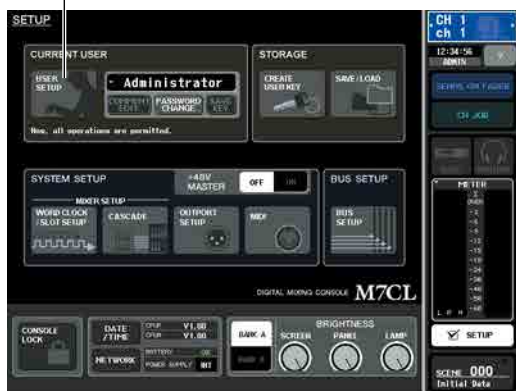 SETUP
CH 1
ch 1
12:34:56
ADMIN
CURRENT USER
STORAGE
USER SETUP
Administrator
COMMENT EDIT
PASSWORD CHANGE
SAVE KEY
CREATE USER KEY
SAVE/LOAD
Now, all operations are permitted.
SENDS ON FADER
CH JOB
SYSTEM SETUP
+48V MASTER
OFF
ON
BUS SETUP
MIXER SETUP
WORD CLOCK /SLOT SETUP
CASCADE
OUTPORT SETUP
MIDI
BUS SETUP
METER
OVER
L R M
DIGITAL MIXING CONSOLE M7CL
CONSOLE LOCK
DATE /TIME
V1.00
V1.00
NETWORK
BATTERY OK
POWER SUPPLY INT
BANK A
BANK B
BRIGHTNESS
SCREEN
PANEL
LAMP
SETUP
SCENE 000
Initial Data